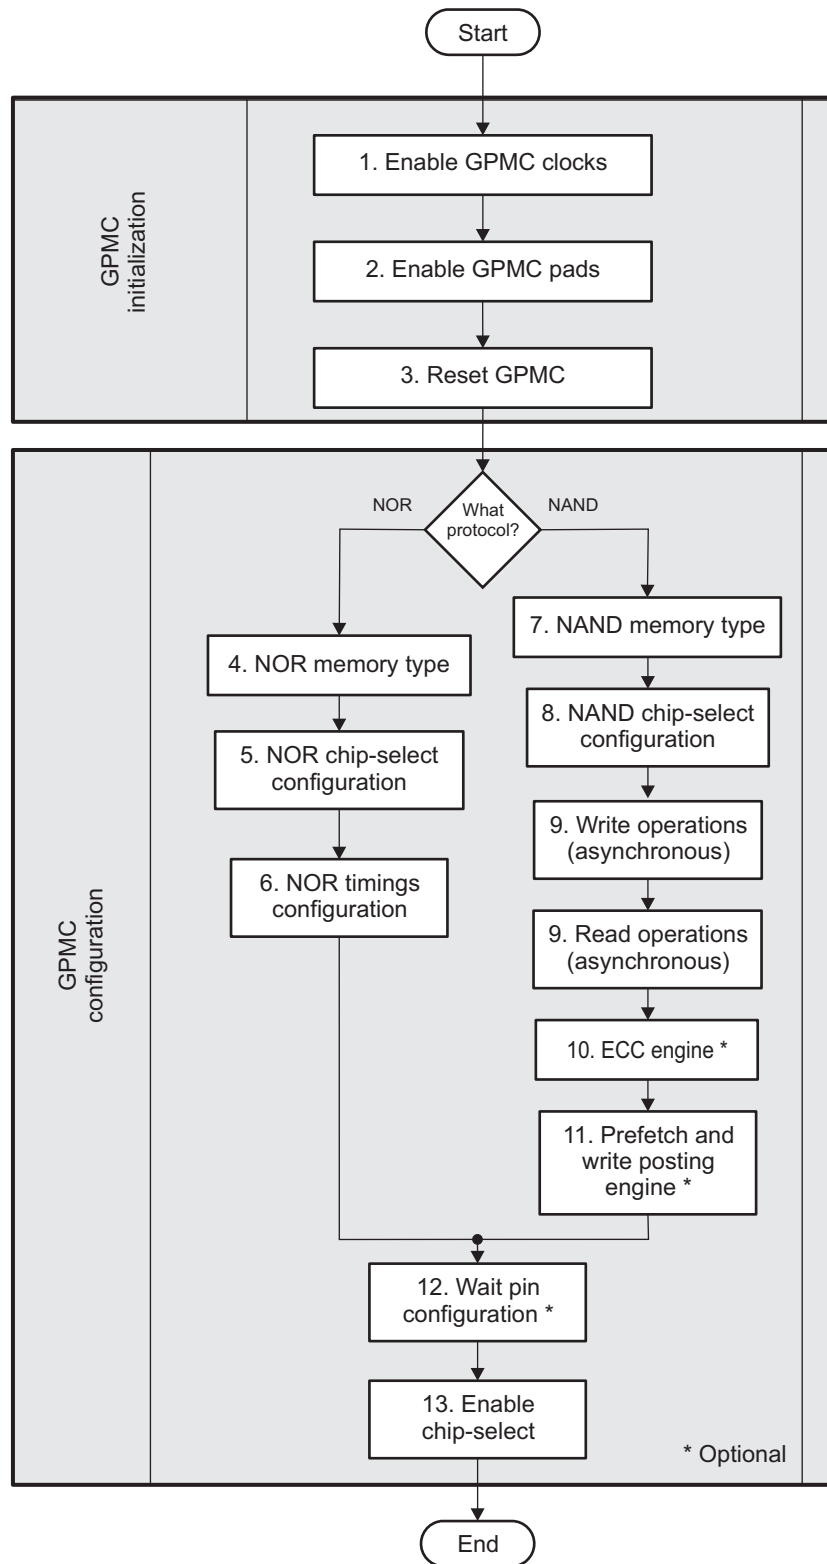 Start
GPMC
initialization
1. Enable GPMC clocks
2. Enable GPMC pads
3. Reset GPMC
GPMC
configuration
What
protocol?
NOR
NAND
4. NOR memory type
5. NOR chip-select
configuration
6. NOR timings
configuration
7. NAND memory type
8. NAND chip-select
configuration
9. Write operations
(asynchronous)
9. Read operations
(asynchronous)
10. ECC engine *
11. Prefetch and
write posting
engine *
12. Wait pin
configuration *
13. Enable
chip-select
* Optional
End